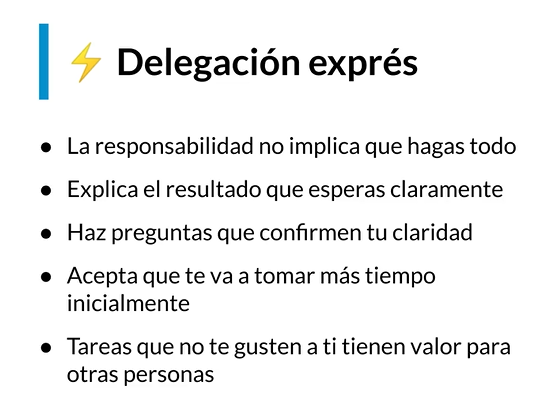 ⚡ Delegación exprés
● La responsabilidad no implica que hagas todo
● Explica el resultado que esperas claramente
● Haz preguntas que confirmen tu claridad
● Acepta que te va a tomar más tiempo
inicialmente
● Tareas que no te gusten a ti tienen valor para
otras personas